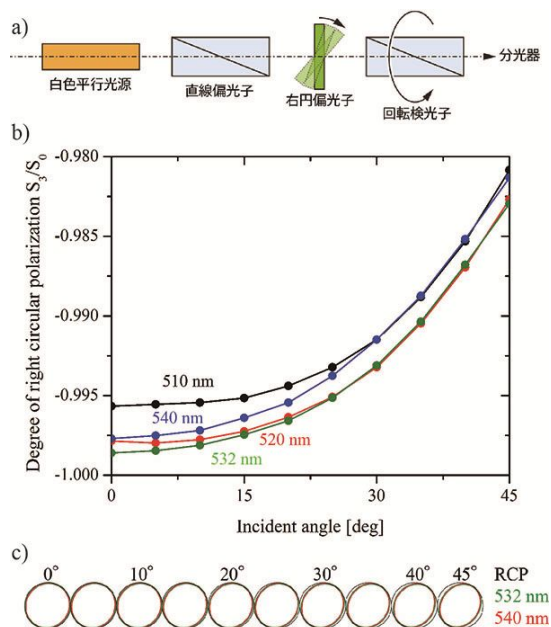 a)
白色平行光源
直線偏光子
右円偏光子
回転検光子
分光器
b)
Degree of right circular polarization S₃/S₀
-0.980
-0.985
-0.990
-0.995
-1.000
510 nm
540 nm
520 nm
532 nm
0
15
30
45
Incident angle [deg]
c)
0°
10°
20°
30°
40°
45°
RCP
532 nm
540 nm